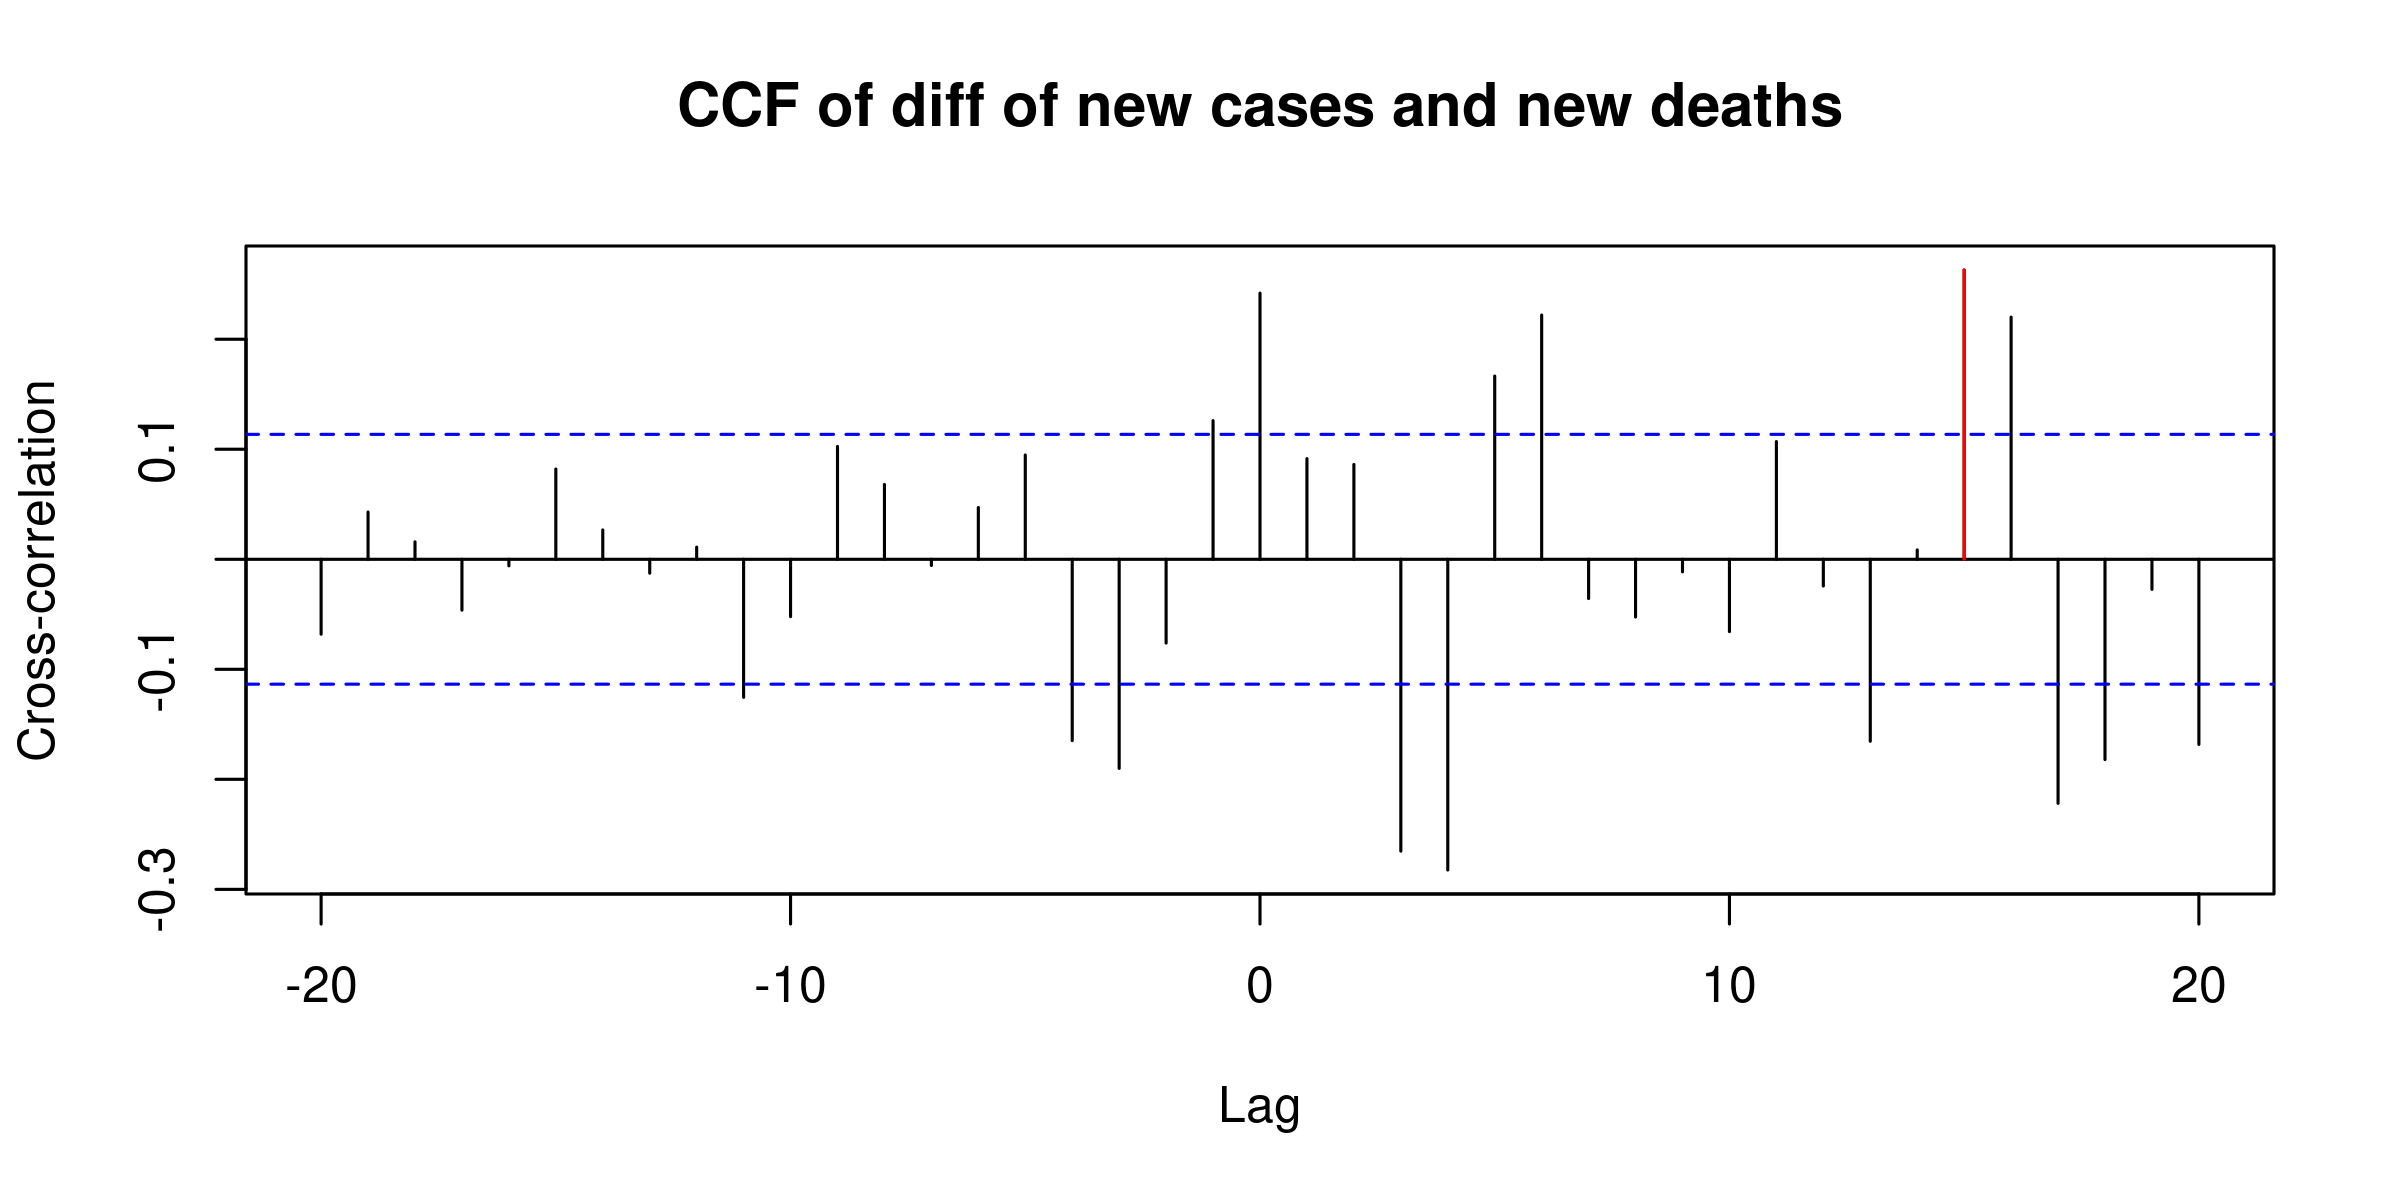 CCF of diff of new cases and new deaths
Cross-correlation
0.1
-0.1
-0.3
-20 -10 0 10 20
Lag